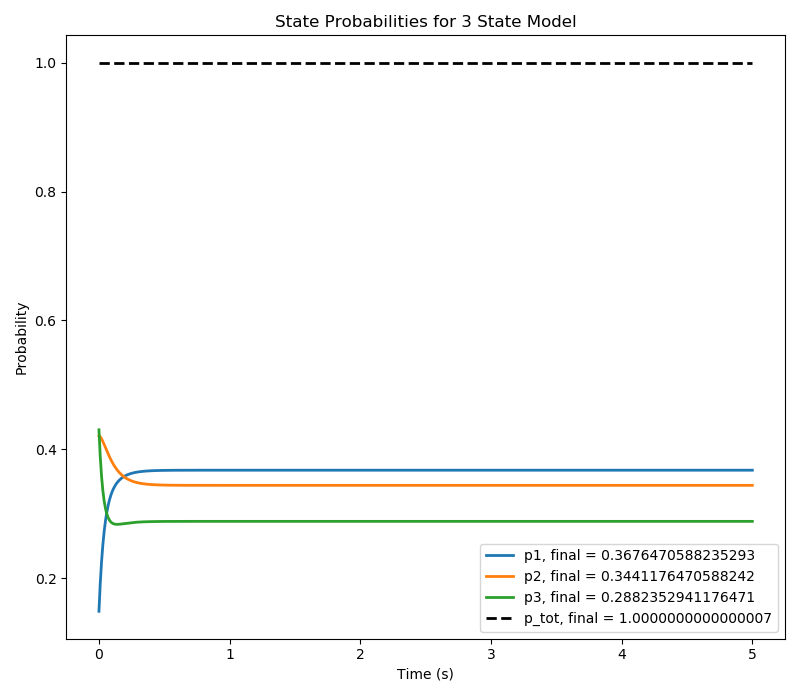 State Probabilities for 3 State Model
1.0
0.8
0.6
0.4
0.2
Probability
p1, final = 0.3676470588235293
p2, final = 0.3441176470588242
p3, final = 0.2882352941176471
p_tot, final = 1.0000000000000007
0 1 2 3 4 5
Time (s)